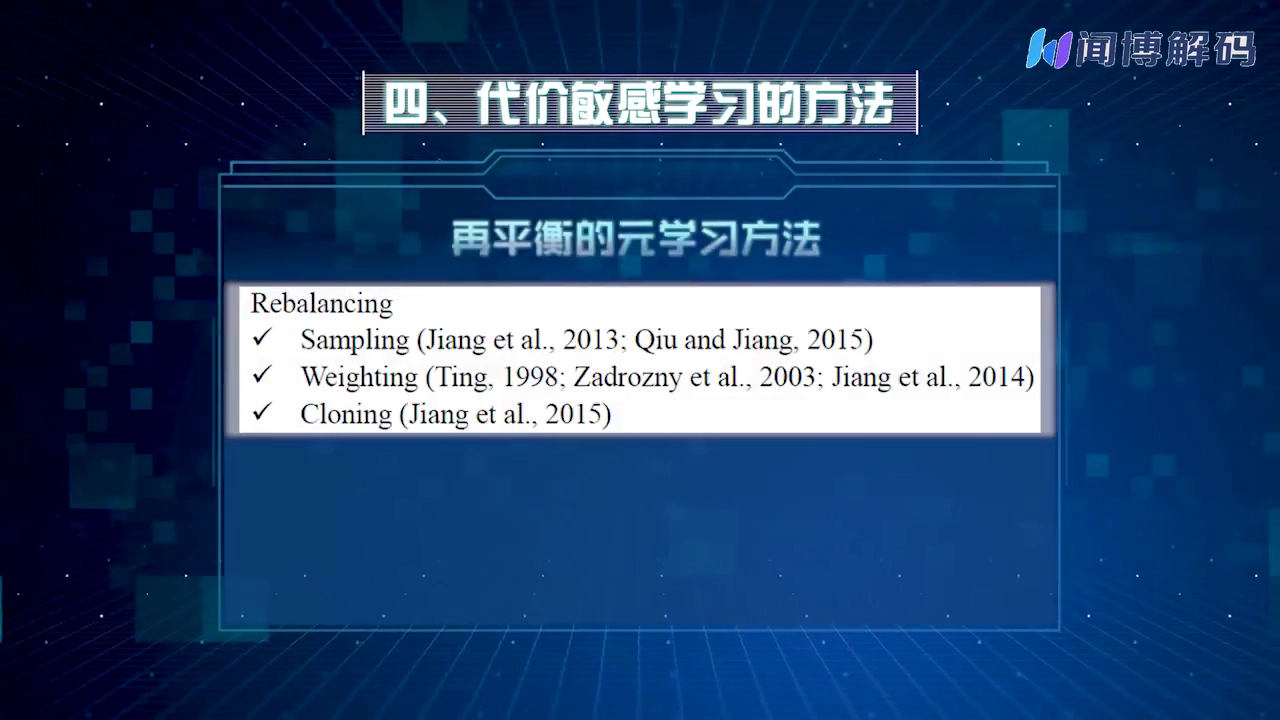 闻博解码
四、代价敏感学习的方法
再平衡的元学习方法
Rebalancing
✓ Sampling (Jiang et al., 2013; Qiu and Jiang, 2015)
✓ Weighting (Ting, 1998; Zadrozny et al., 2003; Jiang et al., 2014)
✓ Cloning (Jiang et al., 2015)